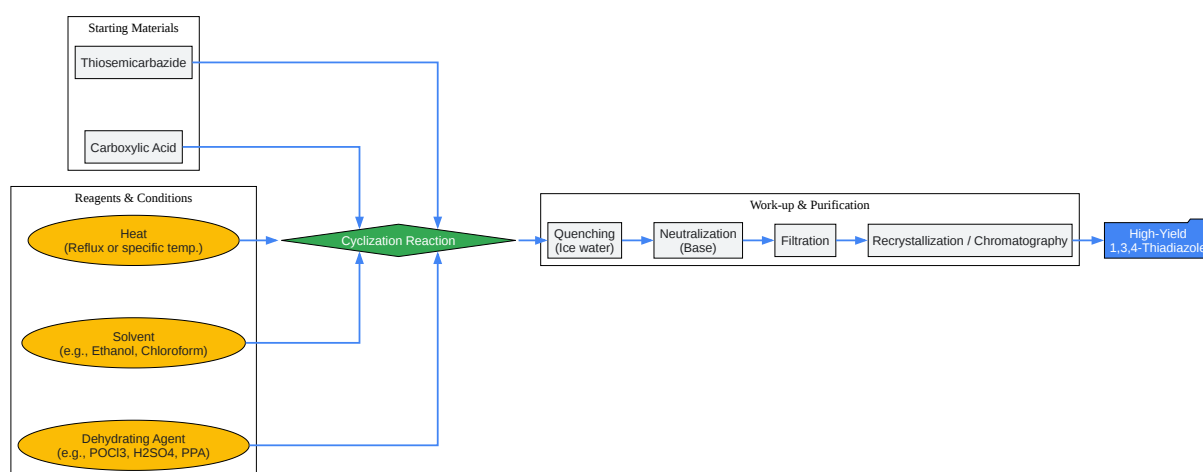 Starting Materials
Thiosemicarbazide
Carboxylic Acid
Reagents & Conditions
Heat
(Reflux or specific temp.)
Solvent
(e.g., Ethanol, Chloroform)
Dehydrating Agent
(e.g., POCl3, H2SO4, PPA)
Cyclization Reaction
Work-up & Purification
Quenching
(Ice water)
Neutralization
(Base)
Filtration
Recrystallization / Chromatography
High-Yield
1,3,4-Thiadiazole